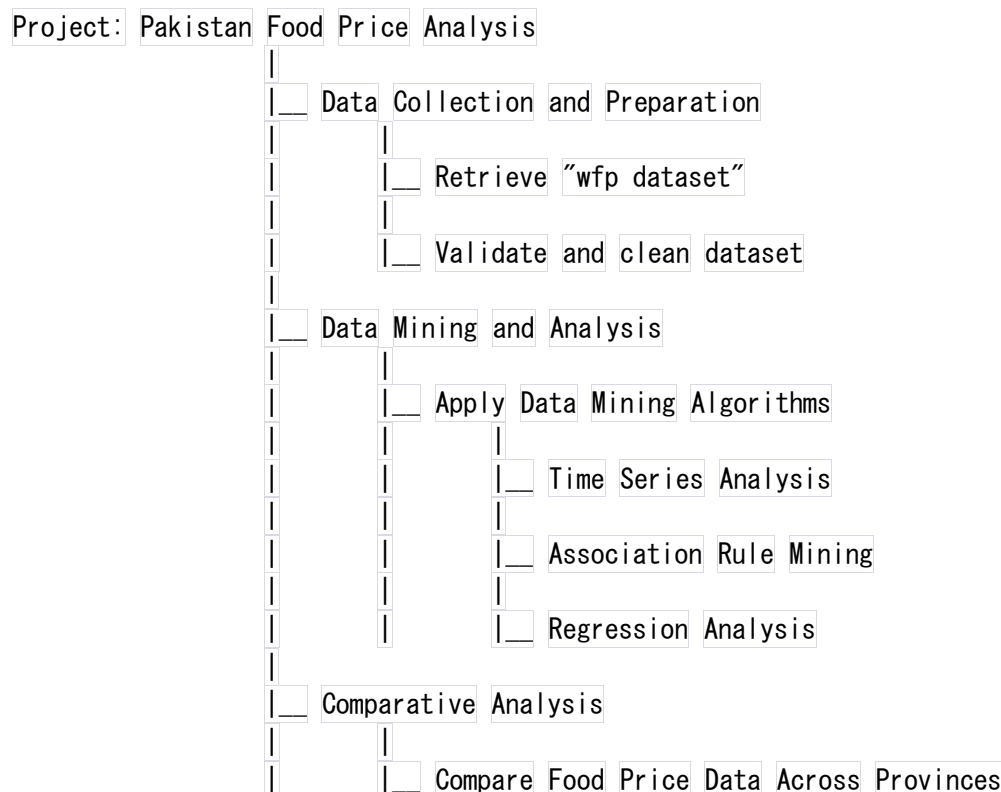 Project: Pakistan Food Price Analysis
                  |
                  |__ Data Collection and Preparation
                  |       |
                  |       |__ Retrieve "wfp dataset"
                  |       |
                  |       |__ Validate and clean dataset
                  |
                  |__ Data Mining and Analysis
                  |       |
                  |       |__ Apply Data Mining Algorithms
                  |       |       |
                  |       |       |__ Time Series Analysis
                  |       |       |
                  |       |       |__ Association Rule Mining
                  |       |       |
                  |       |       |__ Regression Analysis
                  |
                  |__ Comparative Analysis
                  |       |
                  |       |__ Compare Food Price Data Across Provinces